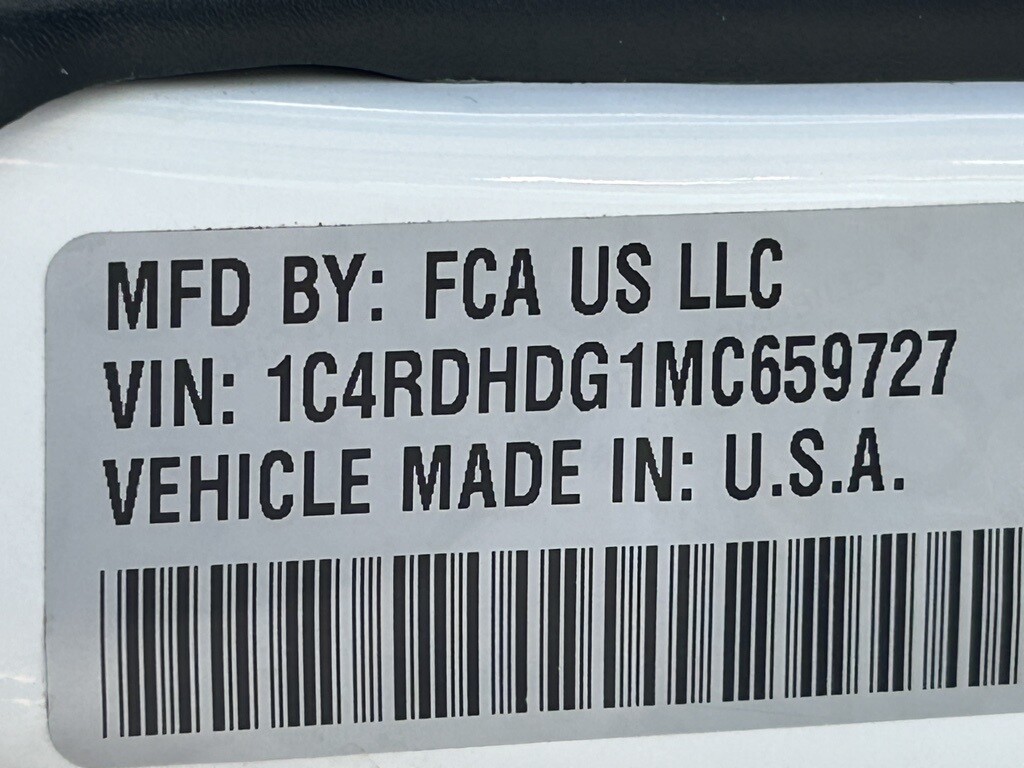 MFD BY: FCA US LLC
VIN: 1C4RDHDG1MC659727
VEHICLE MADE IN: U.S.A.